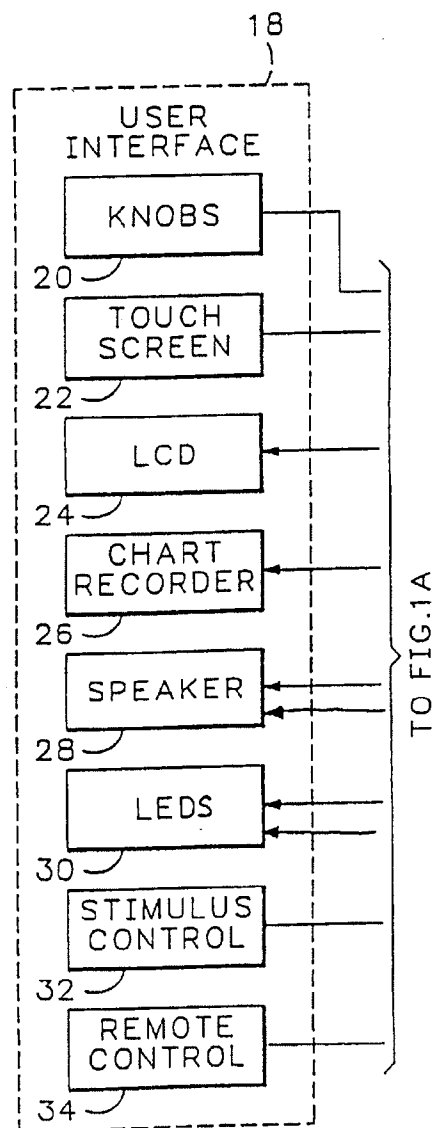 18
USER
INTERFACE
KNOBS
20
TOUCH
SCREEN
22
LCD
24
CHART
RECORDER
26
SPEAKER
28
LEDS
30
STIMULUS
CONTROL
32
REMOTE
CONTROL
34
TO FIG.1A